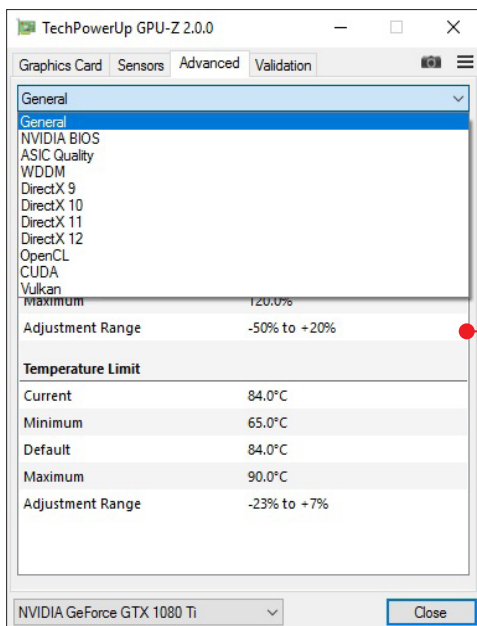 TechPowerUp GPU-Z 2.0.0
Graphics Card Sensors Advanced Validation
General
General
NVIDIA BIOS
ASIC Quality
WDDM
DirectX 9
DirectX 10
DirectX 11
DirectX 12
OpenCL
CUDA
Vulkan
Maximum 120.0%
Adjustment Range -50% to +20%
Temperature Limit
Current 84.0°C
Minimum 65.0°C
Default 84.0°C
Maximum 90.0°C
Adjustment Range -23% to +7%
NVIDIA GeForce GTX 1080 Ti Close